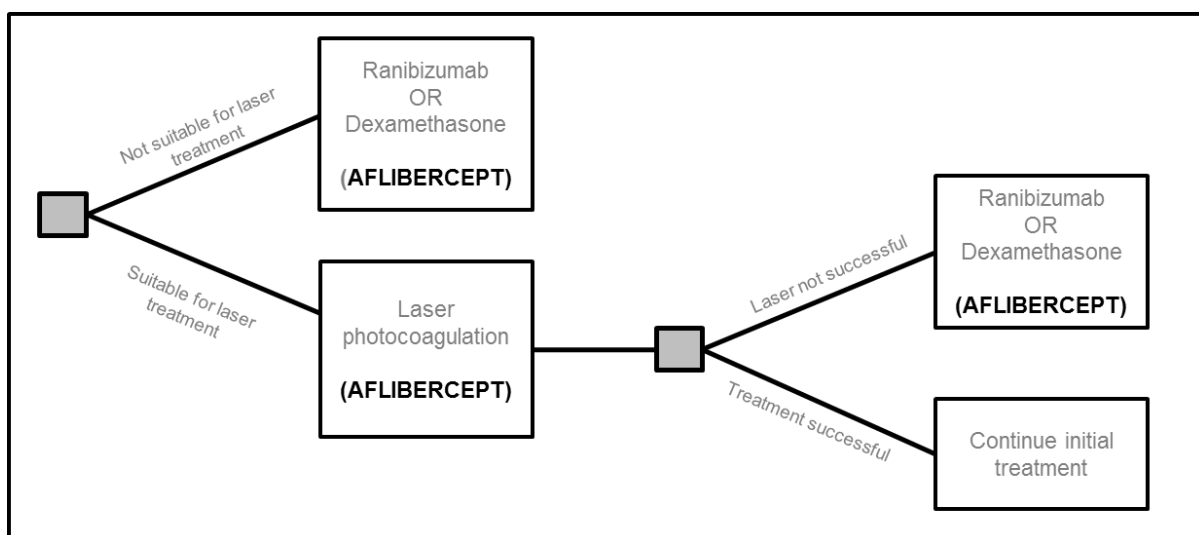 Not suitable for laser
treatment
Ranibizumab
OR
Dexamethasone
(AFLIBERCEPT)
Suitable for laser
treatment
Laser
photocoagulation
(AFLIBERCEPT)
Laser not successful
Ranibizumab
OR
Dexamethasone
(AFLIBERCEPT)
Treatment successful
Continue initial
treatment